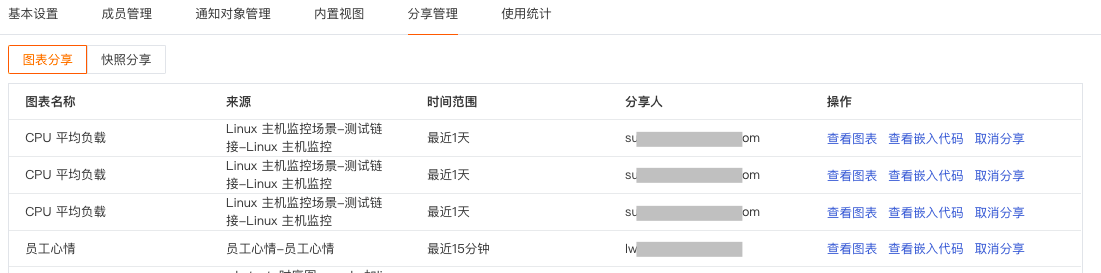 基本设置 成员管理 通知对象管理 内置视图 分享管理 使用统计
图表分享 快照分享
图表名称 来源 时间范围 分享人 操作
CPU 平均负载 Linux 主机监控场景-测试链接-Linux 主机监控 最近1天 su om 查看图表 查看嵌入代码 取消分享
CPU 平均负载 Linux 主机监控场景-测试链接-Linux 主机监控 最近1天 su om 查看图表 查看嵌入代码 取消分享
CPU 平均负载 Linux 主机监控场景-测试链接-Linux 主机监控 最近1天 su om 查看图表 查看嵌入代码 取消分享
员工心情 员工心情-员工心情 最近15分钟 lw 查看图表 查看嵌入代码 取消分享